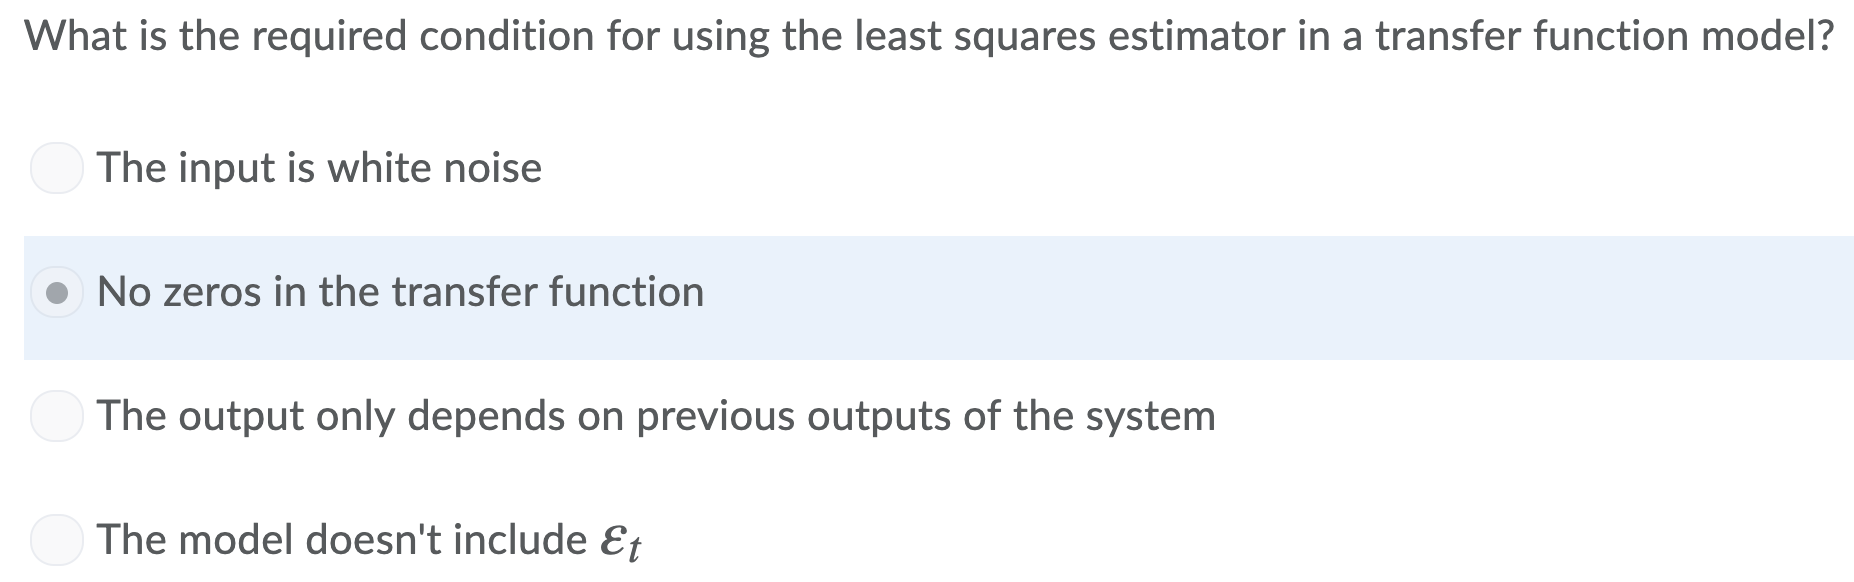 What is the required condition for using the least squares estimator in a transfer function model?
The input is white noise
No zeros in the transfer function
The output only depends on previous outputs of the system
The model doesn't include εₜ